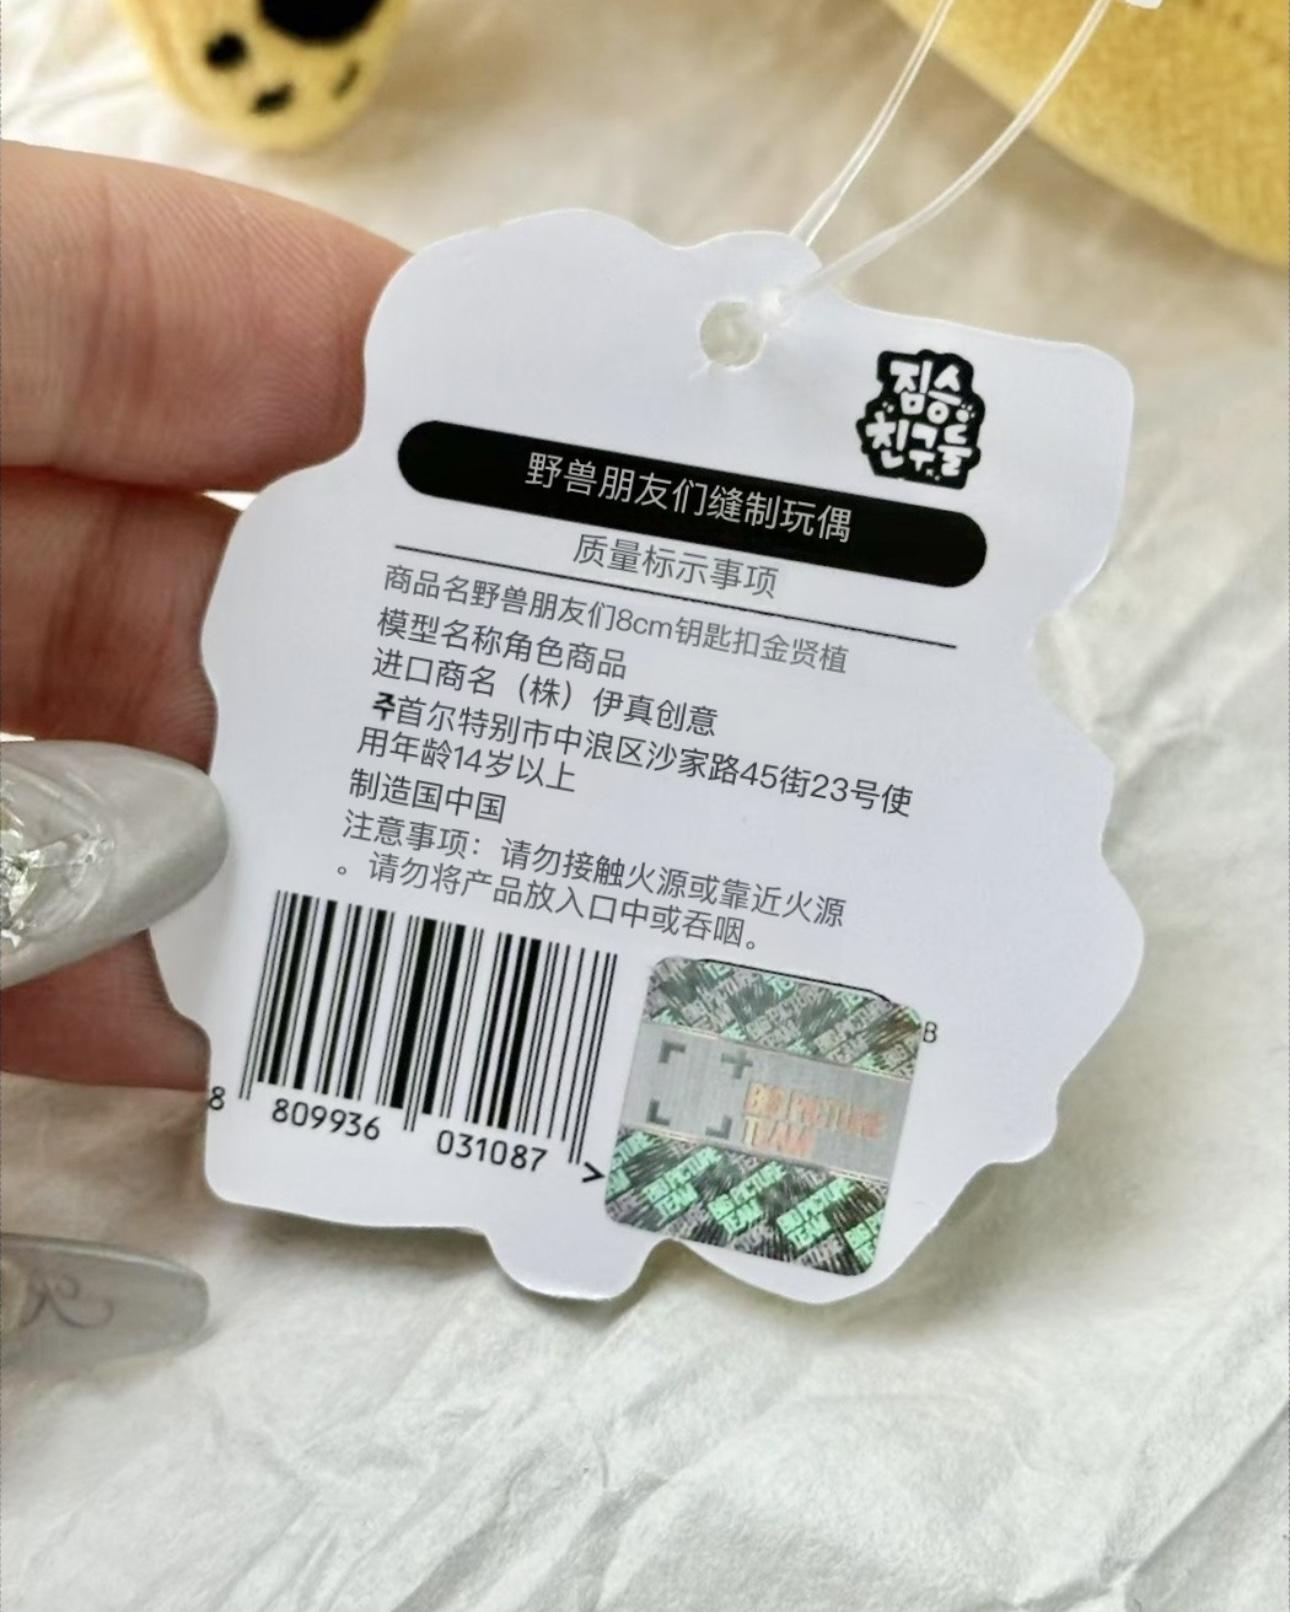 짐승
친구들
野兽朋友们缝制玩偶
质量标示事项
商品名野兽朋友们8cm钥匙扣金贤植
模型名称角色商品
进口商名（株）伊真创意
주首尔特别市中浪区沙家路45街23号使
用年龄14岁以上
制造国中国
注意事项：请勿接触火源或靠近火源
。请勿将产品放入口中或吞咽。
8 809936 031087 >
8
BIG PICTURE
TEAM